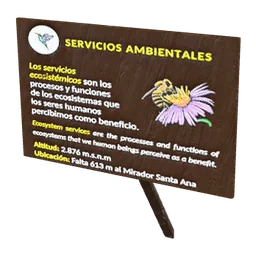 SERVICIOS AMBIENTALES
Los servicios
ecosistémicos son los
procesos y funciones
de los ecosistemas que
los seres humanos
percibimos como beneficio.
Ecosystem services are the processes and functions of
ecosystems that we human beings perceive as a benefit.
Altitud: 2.876 m.s.n.m
Ubicación: Falta 613 m al Mirador Santa Ana